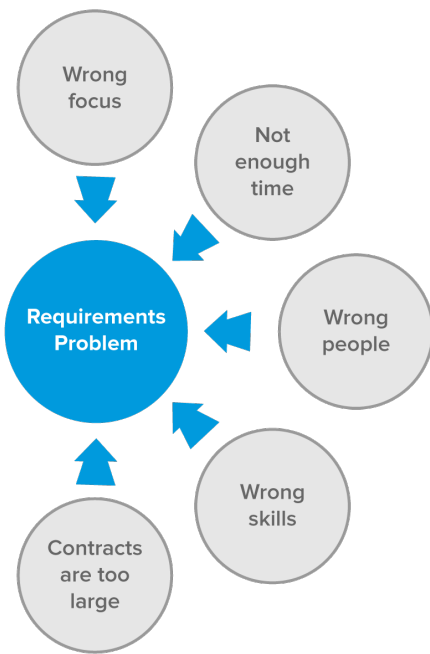 Wrong
focus
Not
enough
time
Requirements
Problem
Wrong
people
Wrong
skills
Contracts
are too
large